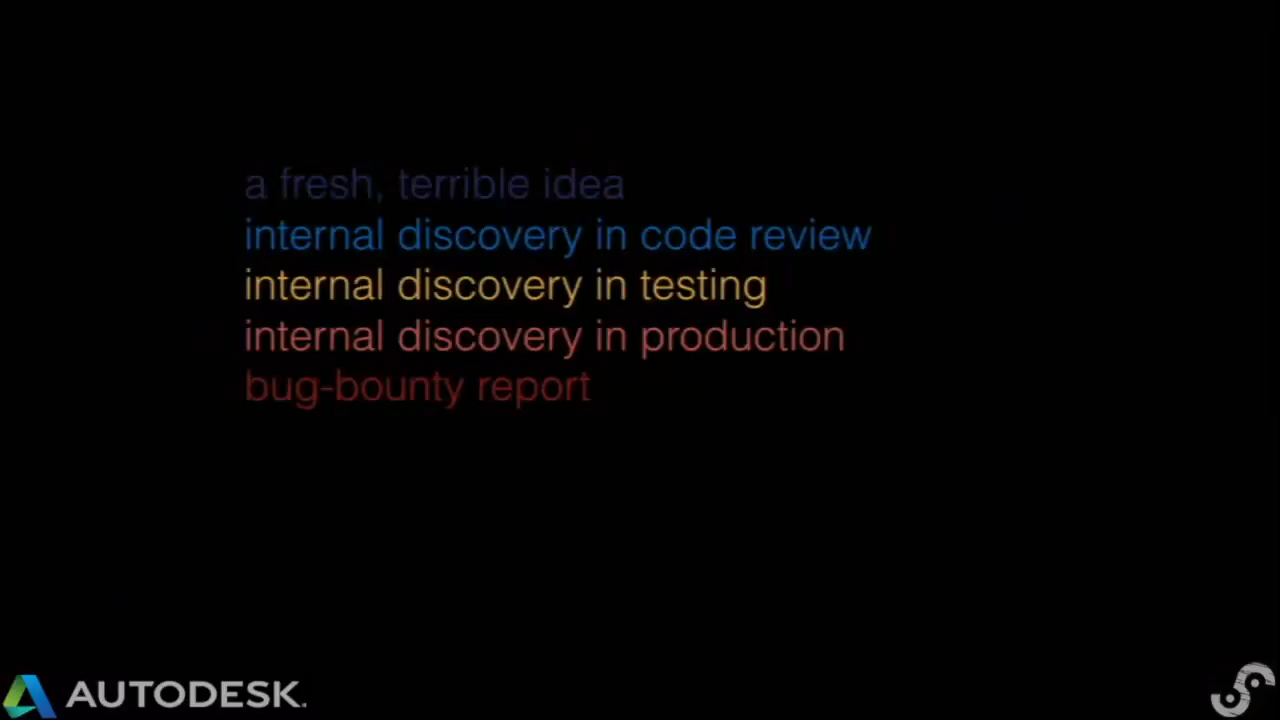 a fresh, terrible idea
internal discovery in code review
internal discovery in testing
internal discovery in production
bug-bounty report
AUTODESK.